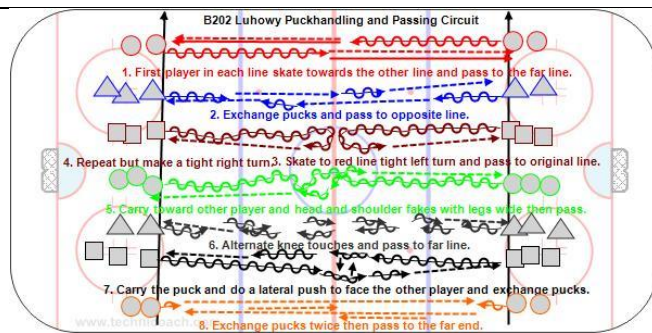 B202 Luhowy Puckhandling and Passing Circuit
1. First player in each line skate towards the other line and pass to the far line.
2. Exchange pucks and pass to opposite line.
4. Repeat but make a tight right turn. 3. Skate to red line tight left turn and pass to original line.
5. Carry toward other player and head and shoulder fakes with legs wide then pass.
6. Alternate knee touches and pass to far line.
7. Carry the puck and do a lateral push to face the other player and exchange pucks.
8. Exchange pucks twice then pass to the far end.